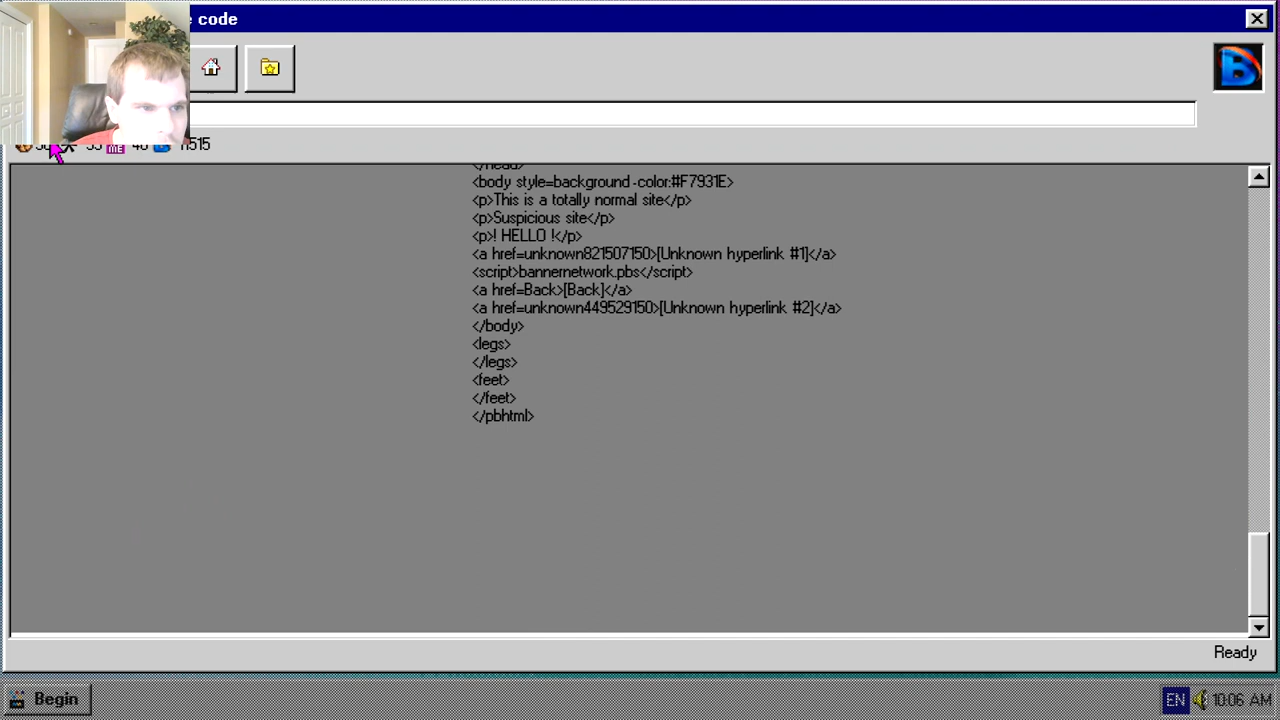 code
515
<body style=background-color:#F7931E>
<p>This is a totally normal site</p>
<p>Suspicious site</p>
<p>! HELLO !</p>
<a href=unknown821507150>[Unknown hyperlink #1]</a>
<script>bannernetwork.pbs</script>
<a href=Back>[Back]</a>
<a href=unknown449529150>[Unknown hyperlink #2]</a>
</body>
<legs>
</legs>
<feet>
</feet>
</pbhtml>
Ready
Begin
EN 10:06 AM